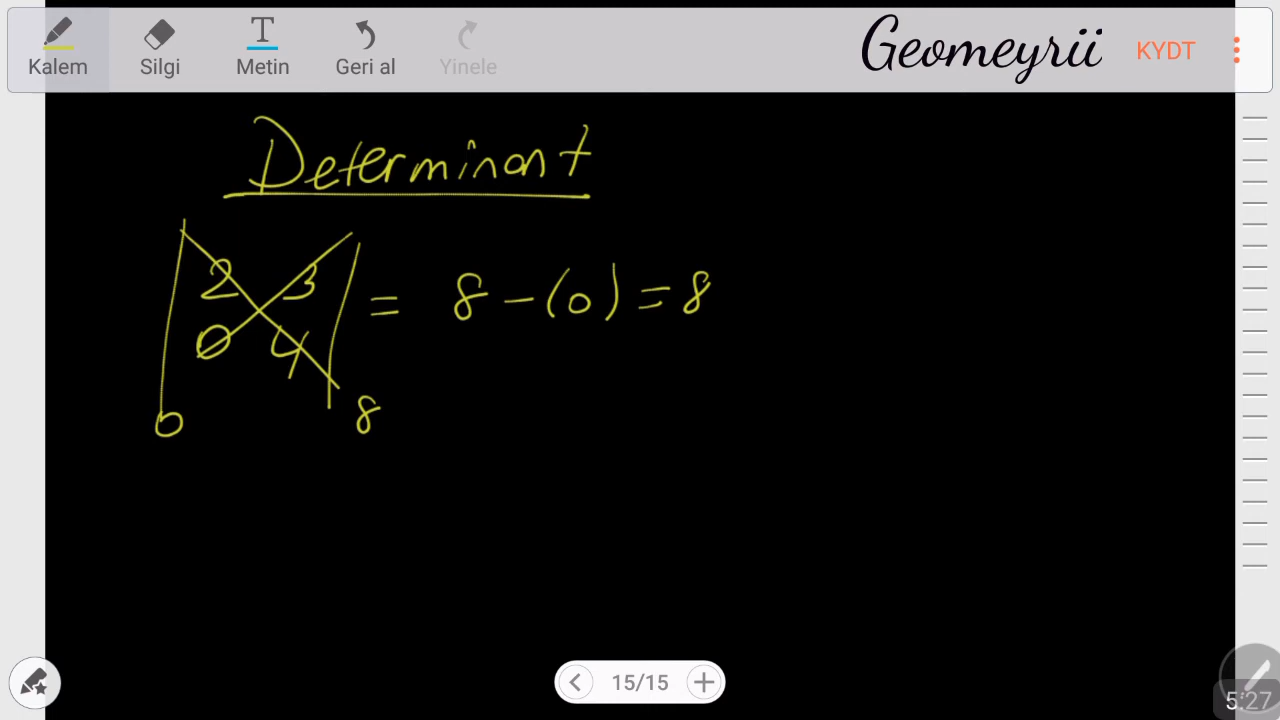 Kalem Silgi Metin Geri al Yinele Geomeyrii KYDT
Determinant
2 3
= 8 - (0) = 8
0 4
0 8
15/15
5:27